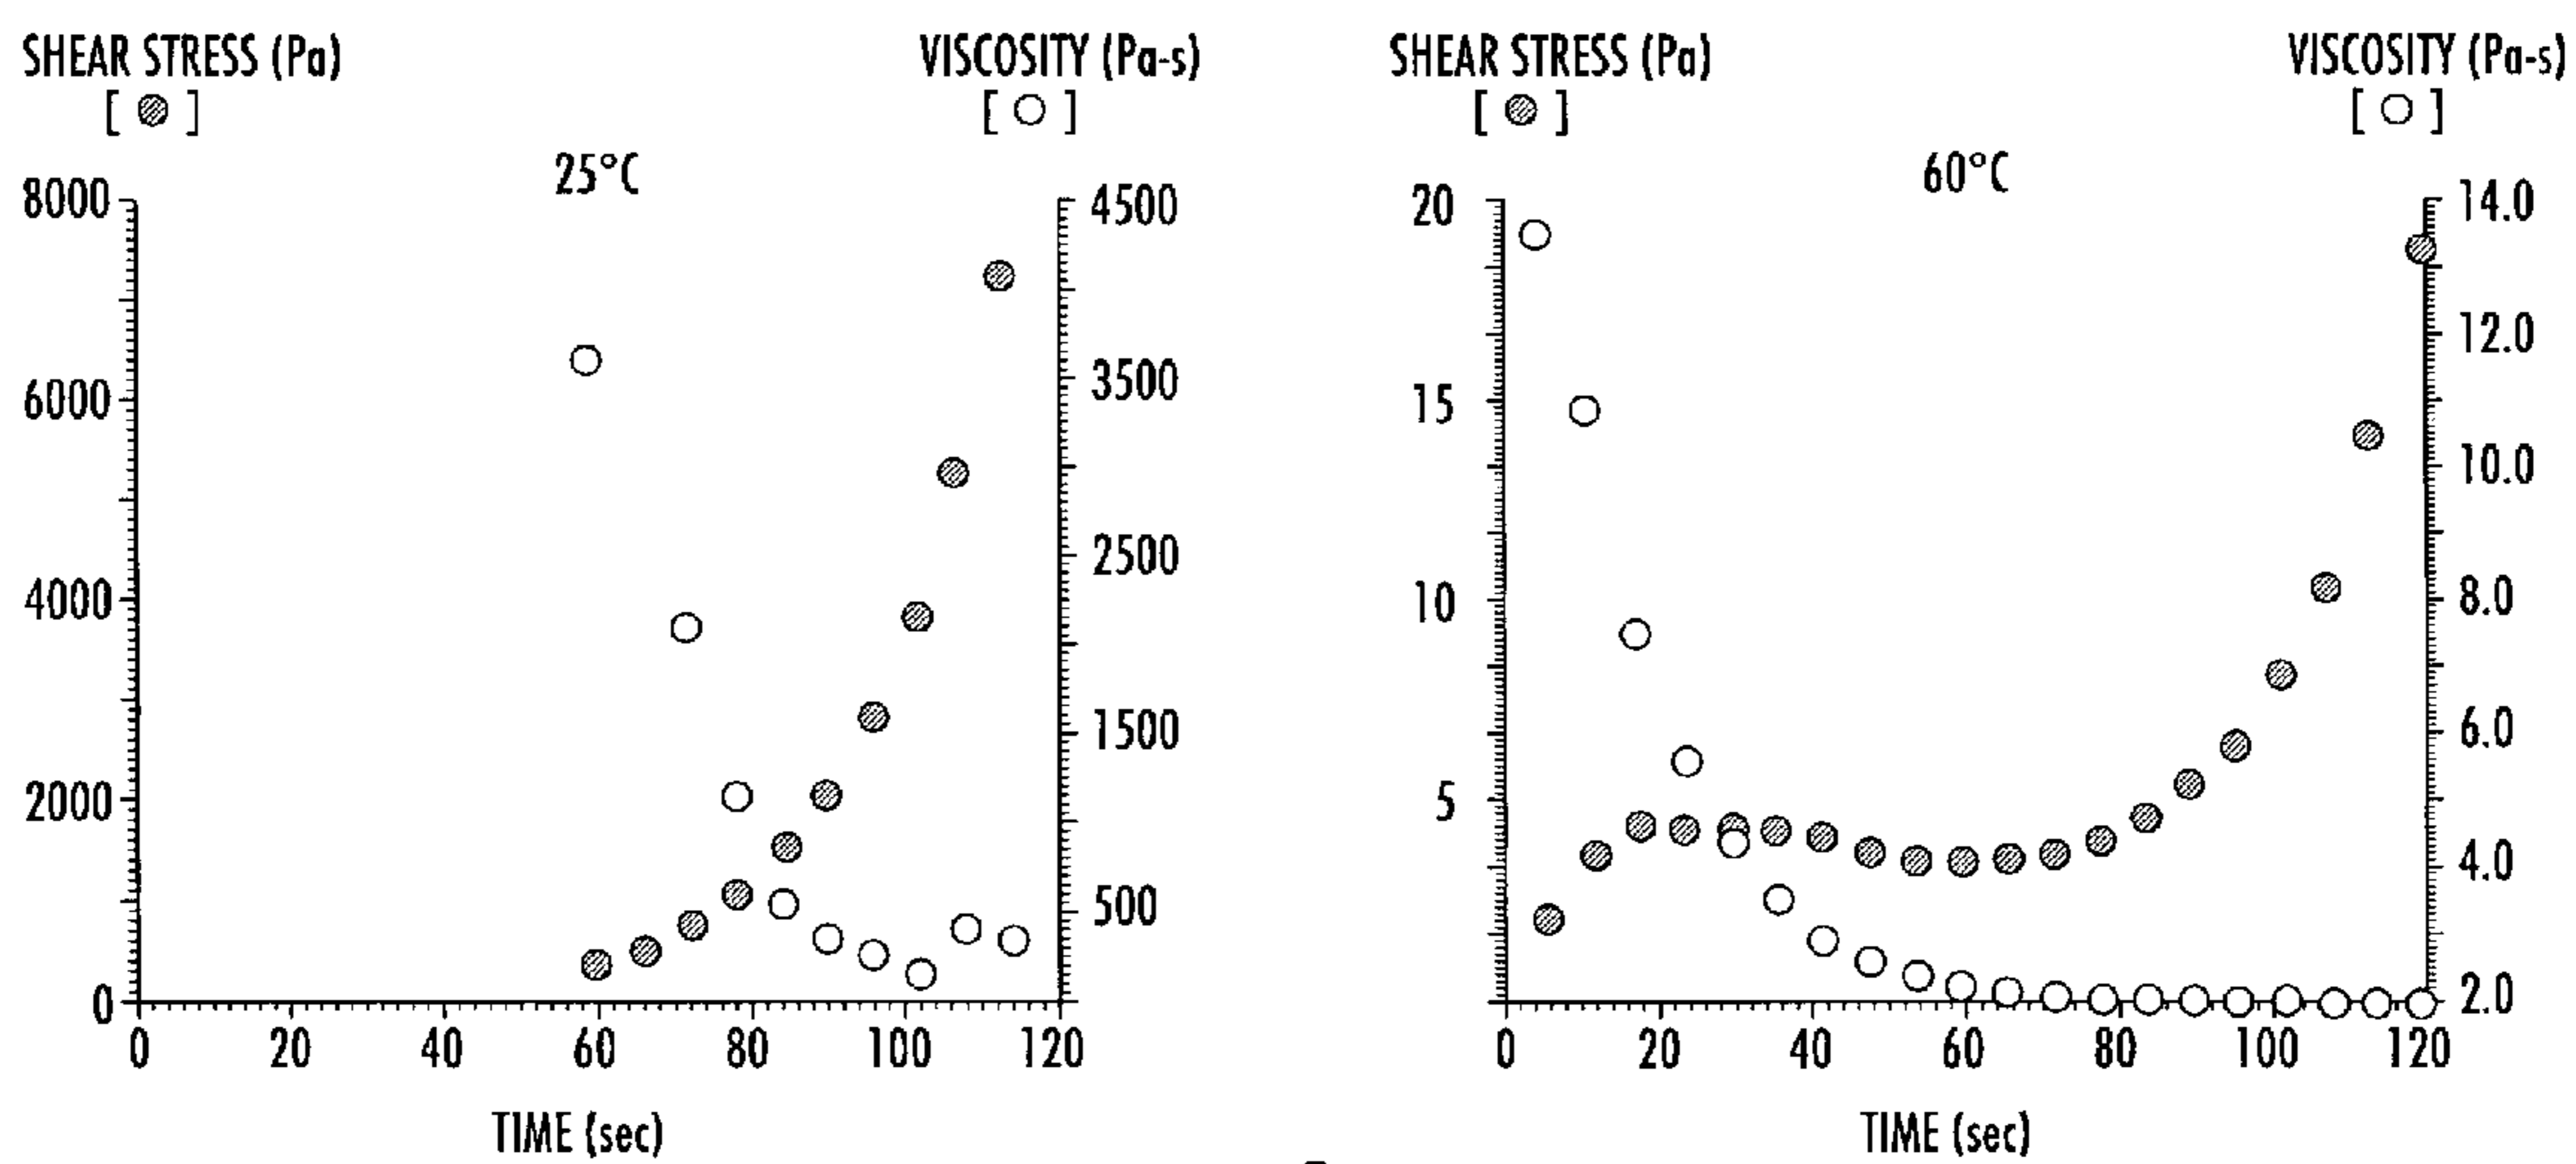 SHEAR STRESS (Pa) VISCOSITY (Pa-s) SHEAR STRESS (Pa) VISCOSITY (Pa-s)
[ ] [ ] [ ] [ ]
25°C 60°C
8000 4500 20 14.0
12.0
6000 3500 15
10.0
2500
4000 10 8.0
1500 6.0
2000 5
500 4.0
0 2.0
0 20 40 60 80 100 120 0 20 40 60 80 100 120
TIME (sec) TIME (sec)